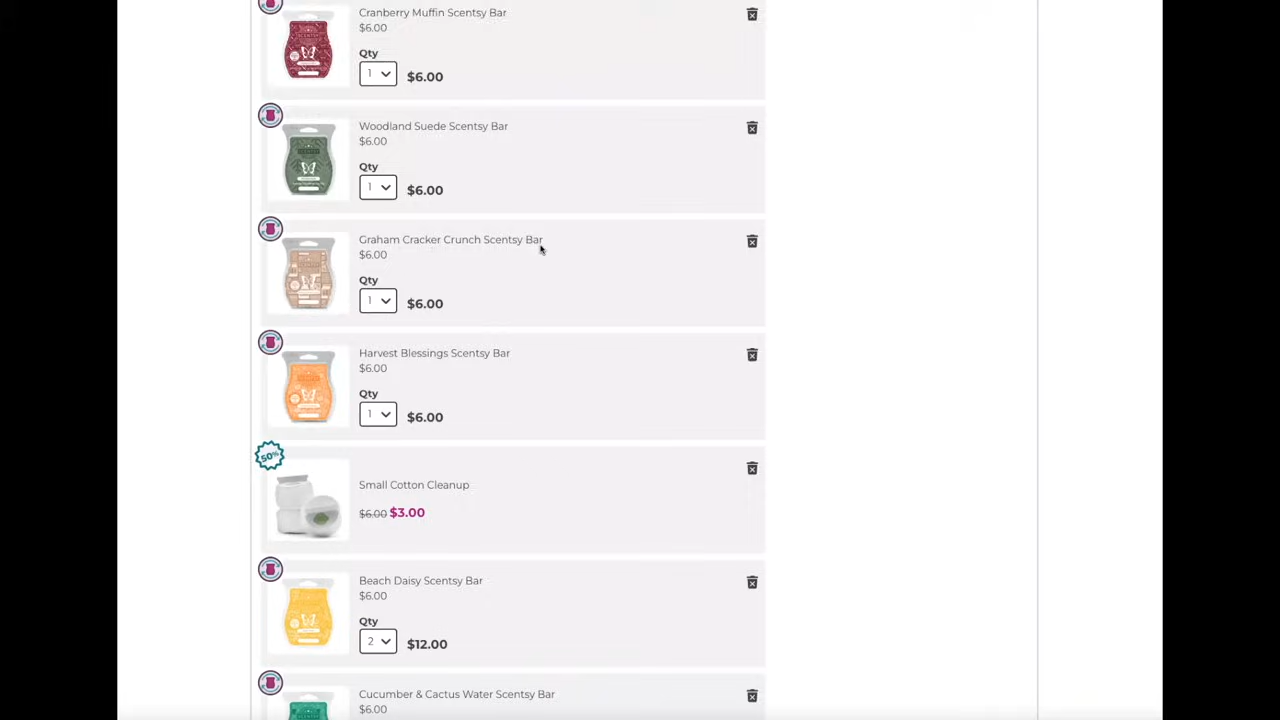 Cranberry Muffin Scentsy Bar
$6.00
Qty
1
$6.00
Woodland Suede Scentsy Bar
$6.00
Qty
1
$6.00
Graham Cracker Crunch Scentsy Bar
$6.00
Qty
1
$6.00
Harvest Blessings Scentsy Bar
$6.00
Qty
1
$6.00
50%
Small Cotton Cleanup
$6.00 $3.00
Beach Daisy Scentsy Bar
$6.00
Qty
2
$12.00
Cucumber & Cactus Water Scentsy Bar
$6.00